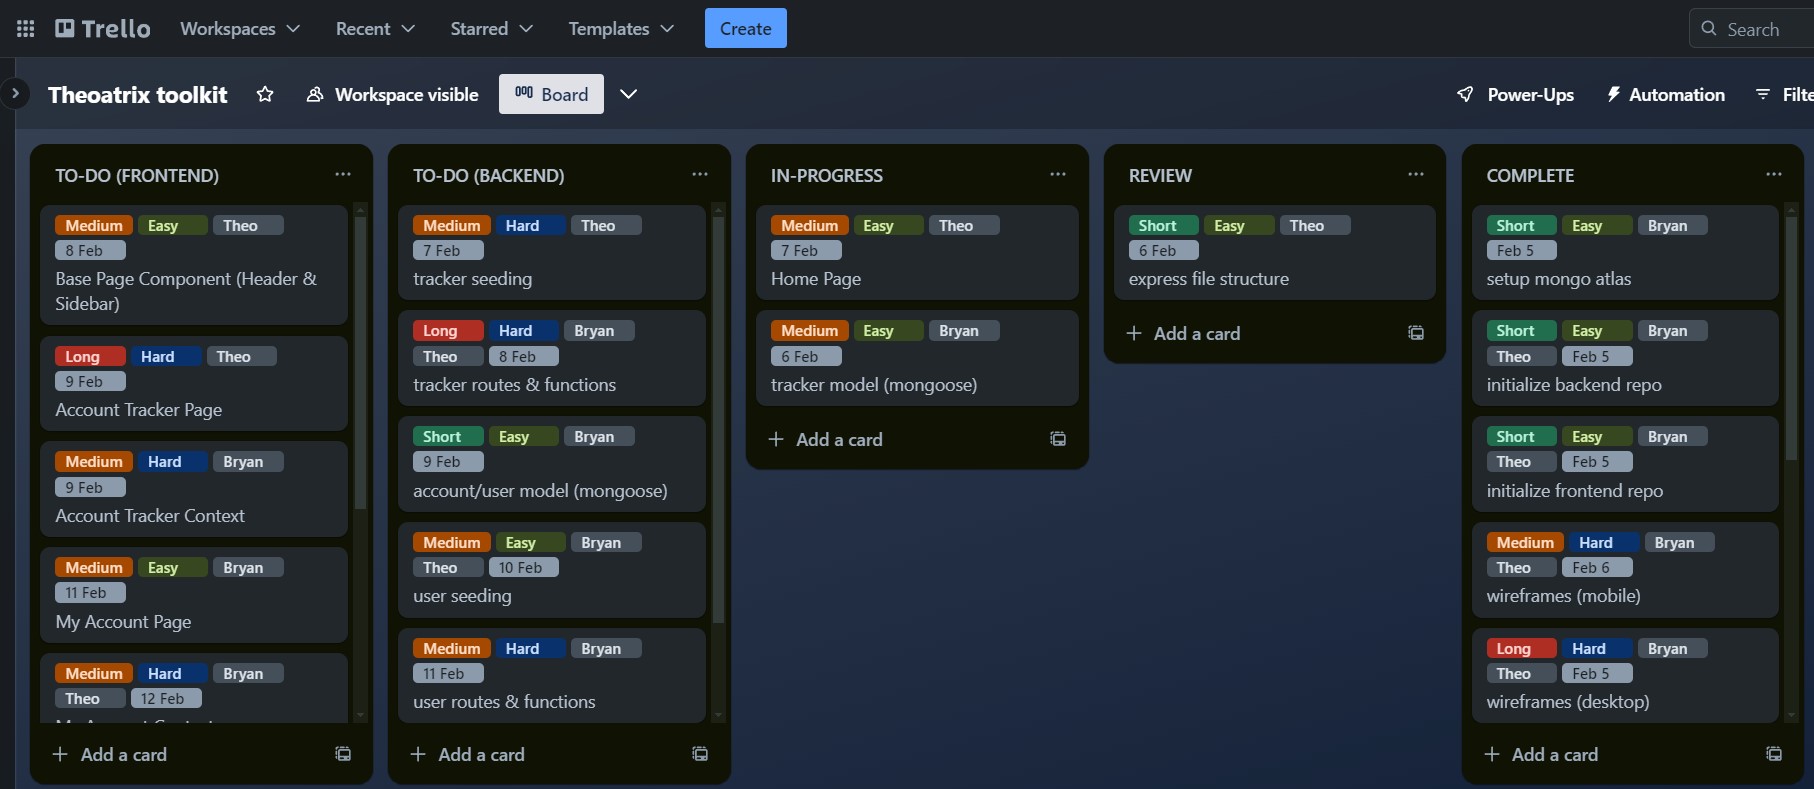 Trello
Workspaces
Recent
Starred
Templates
Create
Search
Theoatrix toolkit
Workspace visible
Board
Power-Ups
Automation
Filte
TO-DO (FRONTEND)
Medium Easy Theo
8 Feb
Base Page Component (Header &
Sidebar)
Long Hard Theo
9 Feb
Account Tracker Page
Medium Hard Bryan
9 Feb
Account Tracker Context
Medium Easy Bryan
11 Feb
My Account Page
Medium Hard Bryan
Theo 12 Feb
Add a card
TO-DO (BACKEND)
Medium Hard Theo
7 Feb
tracker seeding
Long Hard Bryan
Theo 8 Feb
tracker routes & functions
Short Easy Bryan
9 Feb
account/user model (mongoose)
Medium Easy Bryan
Theo 10 Feb
user seeding
Medium Hard Bryan
11 Feb
user routes & functions
Add a card
IN-PROGRESS
Medium Easy Theo
7 Feb
Home Page
Medium Easy Bryan
6 Feb
tracker model (mongoose)
Add a card
REVIEW
Short Easy Theo
6 Feb
express file structure
Add a card
COMPLETE
Short Easy Bryan
Feb 5
setup mongo atlas
Short Easy Bryan
Theo Feb 5
initialize backend repo
Short Easy Bryan
Theo Feb 5
initialize frontend repo
Medium Hard Bryan
Theo Feb 6
wireframes (mobile)
Long Hard Bryan
Theo Feb 5
wireframes (desktop)
Add a card